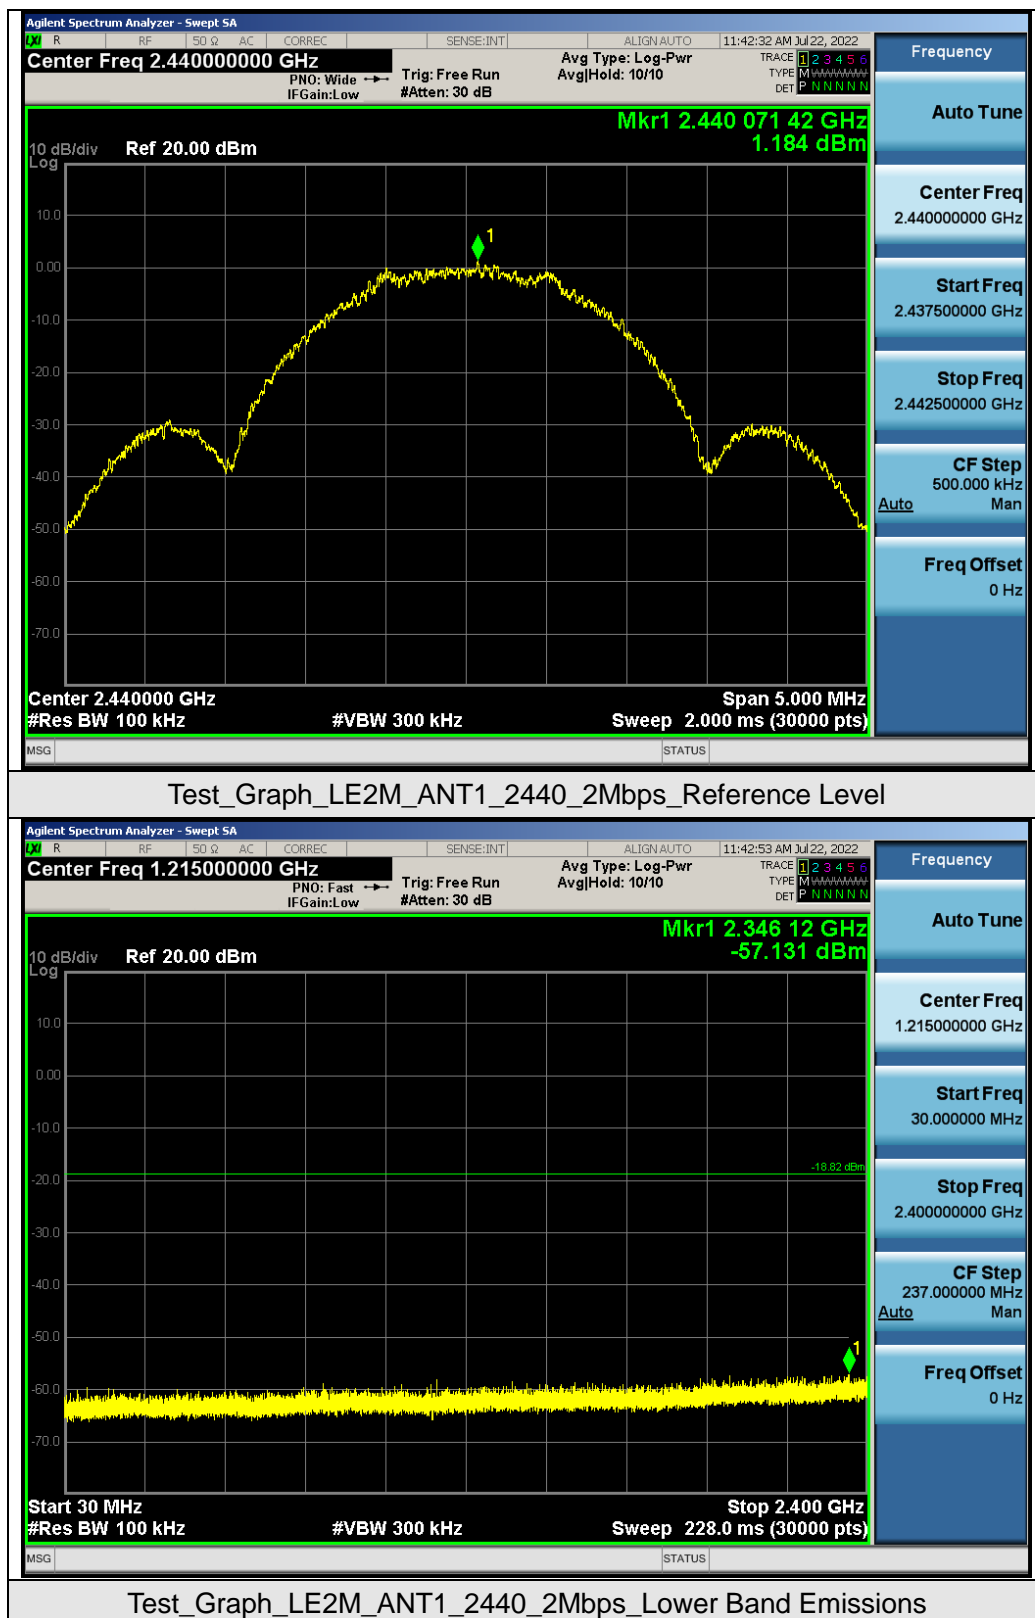 Agilent Spectrum Analyzer - Swept SA
LXI R RF 50 Ω AC CORREC SENSE:INT ALIGN AUTO 11:42:32 AM Jul 22, 2022
Center Freq 2.440000000 GHz
PNO: Wide
IFGain:Low
Trig: Free Run
#Atten: 30 dB
Avg Type: Log-Pwr
Avg|Hold: 10/10
TRACE 1 2 3 4 5 6
TYPE M
DET P N N N N N
Frequency
Auto Tune
Center Freq
2.440000000 GHz
Start Freq
2.437500000 GHz
Stop Freq
2.442500000 GHz
CF Step
500.000 kHz
Auto Man
Freq Offset
0 Hz
Mkr1 2.440 071 42 GHz
1.184 dBm
10 dB/div Ref 20.00 dBm
Log
10.0
0.00
-10.0
-20.0
-30.0
-40.0
-50.0
-60.0
-70.0
1
Center 2.440000 GHz Span 5.000 MHz
#Res BW 100 kHz #VBW 300 kHz Sweep 2.000 ms (30000 pts)
MSG STATUS
Test_Graph_LE2M_ANT1_2440_2Mbps_Reference Level
Agilent Spectrum Analyzer - Swept SA
LXI R RF 50 Ω AC CORREC SENSE:INT ALIGN AUTO 11:42:53 AM Jul 22, 2022
Center Freq 1.215000000 GHz
PNO: Fast
IFGain:Low
Trig: Free Run
#Atten: 30 dB
Avg Type: Log-Pwr
Avg|Hold: 10/10
TRACE 1 2 3 4 5 6
TYPE M
DET P N N N N N
Frequency
Auto Tune
Center Freq
1.215000000 GHz
Start Freq
30.000000 MHz
Stop Freq
2.400000000 GHz
CF Step
237.000000 MHz
Auto Man
Freq Offset
0 Hz
Mkr1 2.346 12 GHz
-57.131 dBm
10 dB/div Ref 20.00 dBm
Log
10.0
0.00
-10.0
-20.0
-30.0
-40.0
-50.0
-60.0
-70.0
-18.82 dBm
1
Start 30 MHz Stop 2.400 GHz
#Res BW 100 kHz #VBW 300 kHz Sweep 228.0 ms (30000 pts)
MSG STATUS
Test_Graph_LE2M_ANT1_2440_2Mbps_Lower Band Emissions